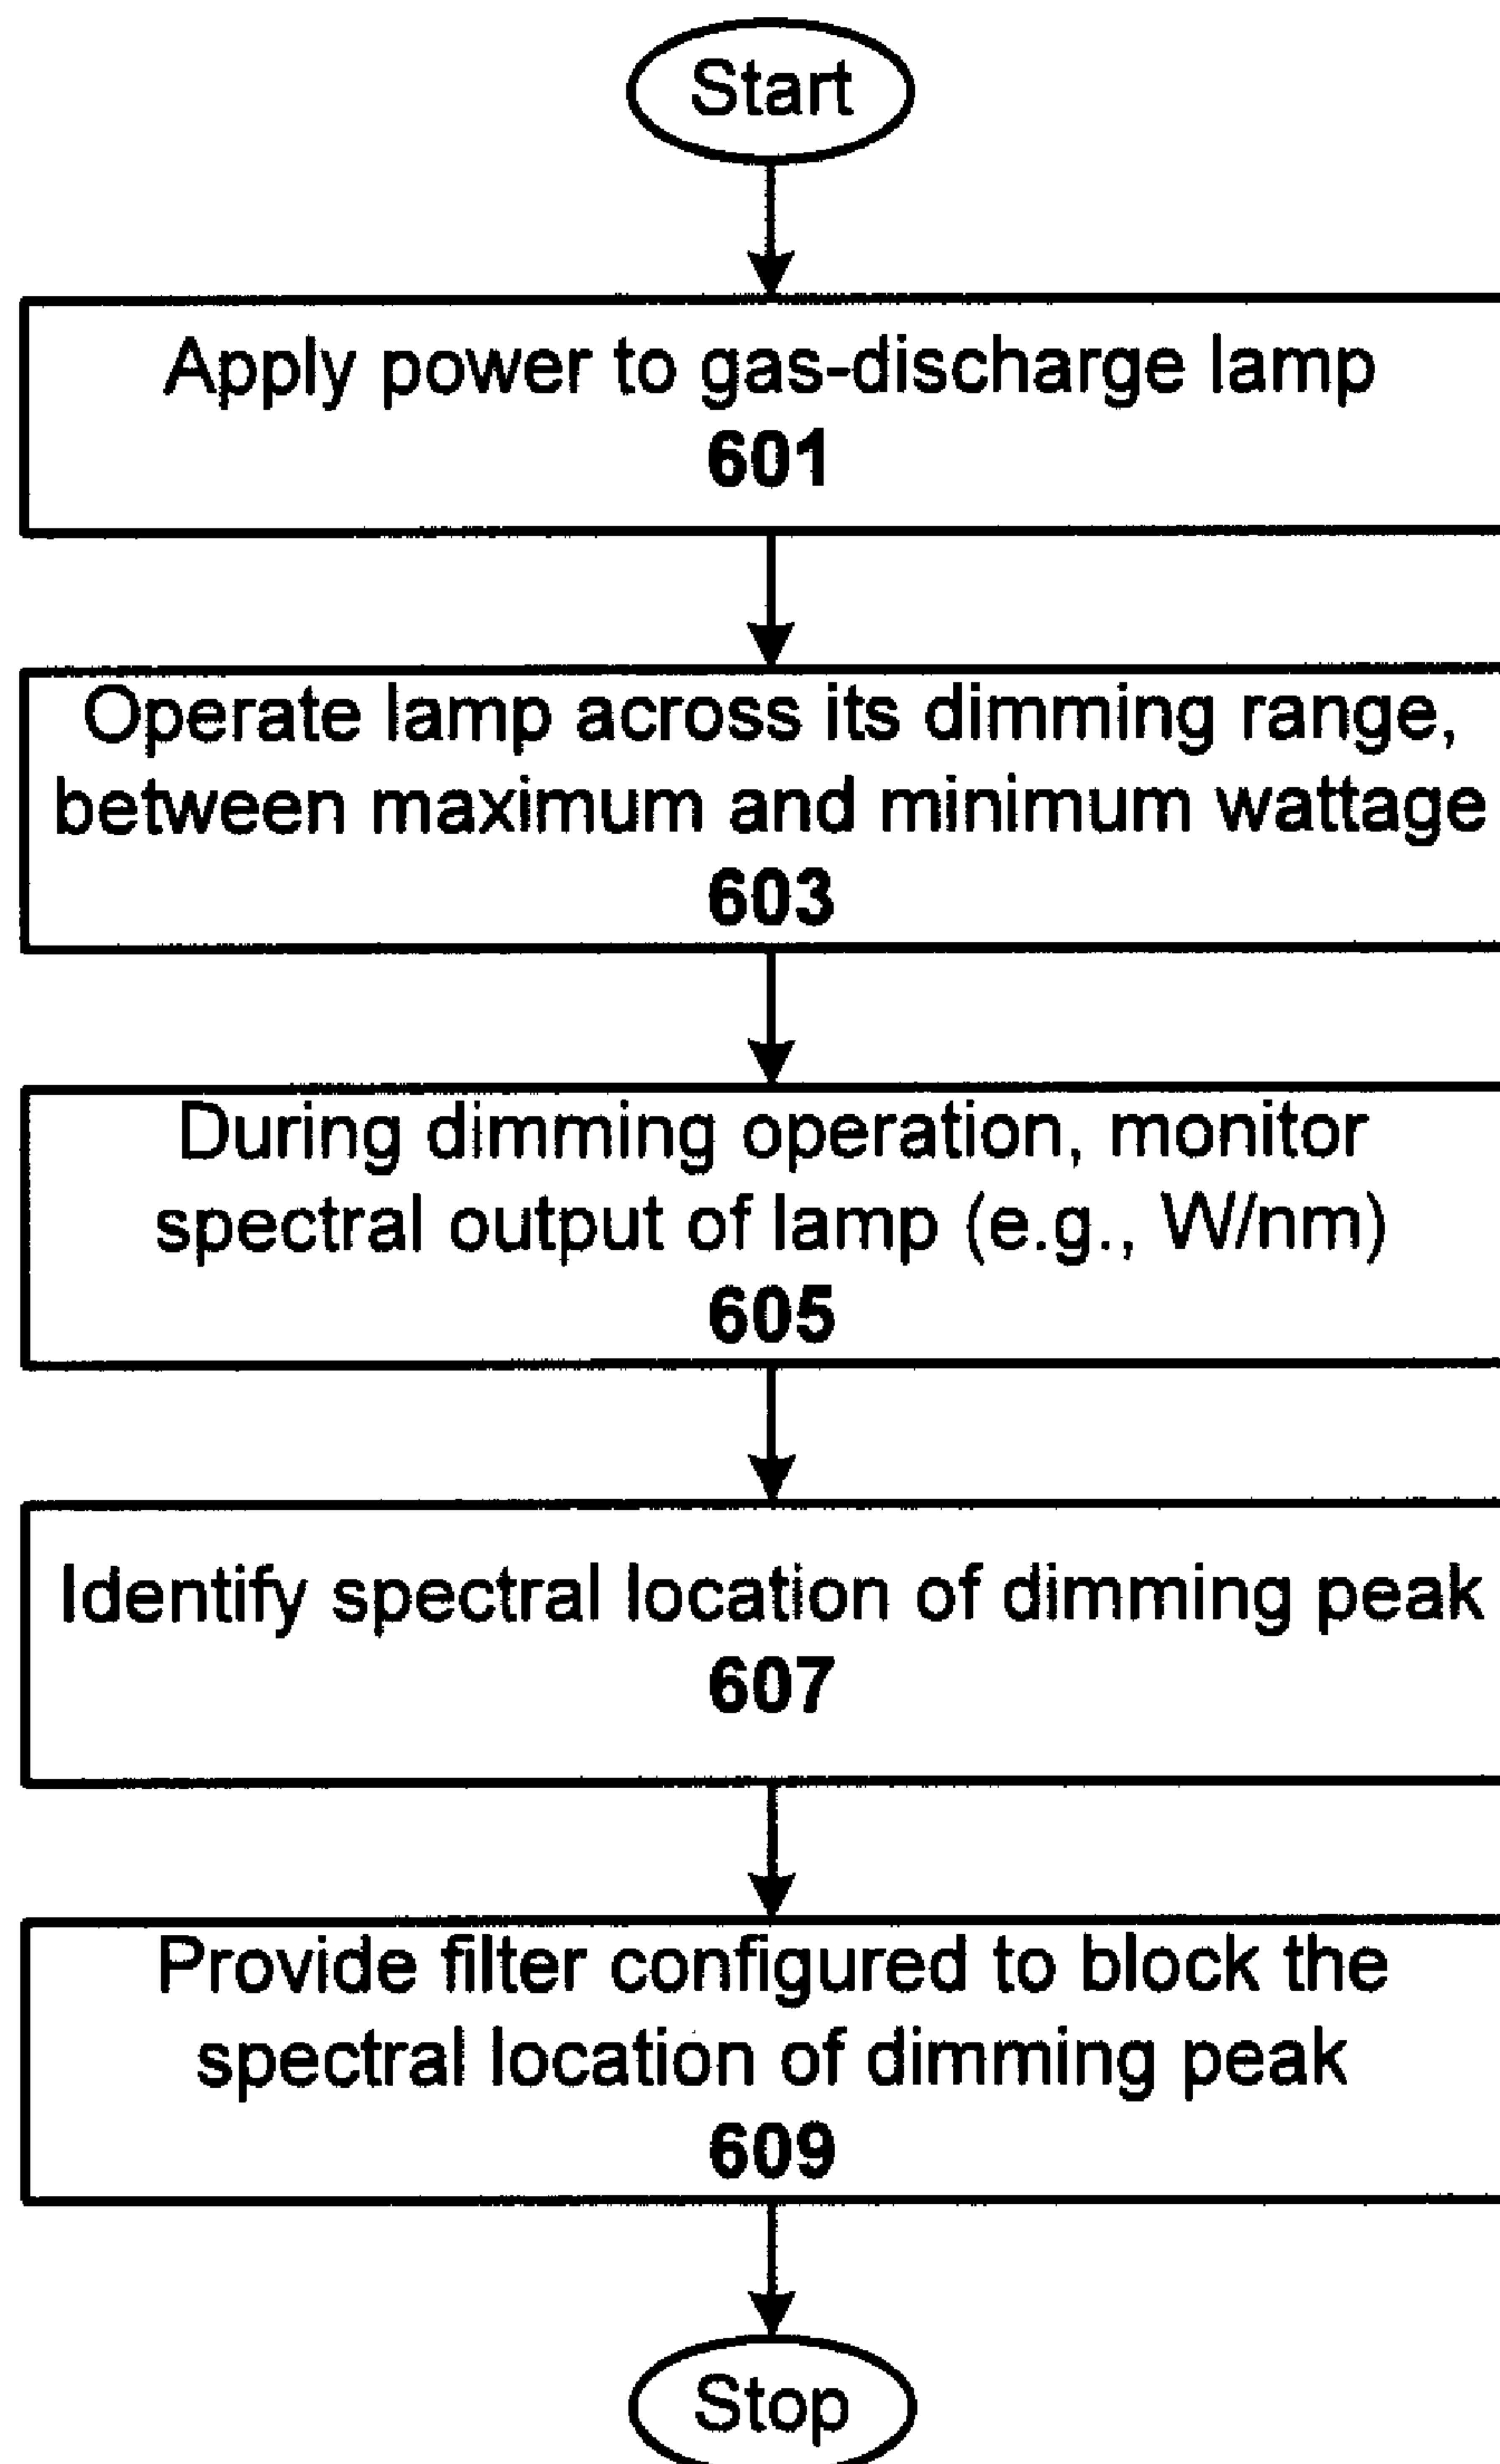 Start
Apply power to gas-discharge lamp
601
Operate lamp across its dimming range,
between maximum and minimum wattage
603
During dimming operation, monitor
spectral output of lamp (e.g., W/nm)
605
Identify spectral location of dimming peak
607
Provide filter configured to block the
spectral location of dimming peak
609
Stop